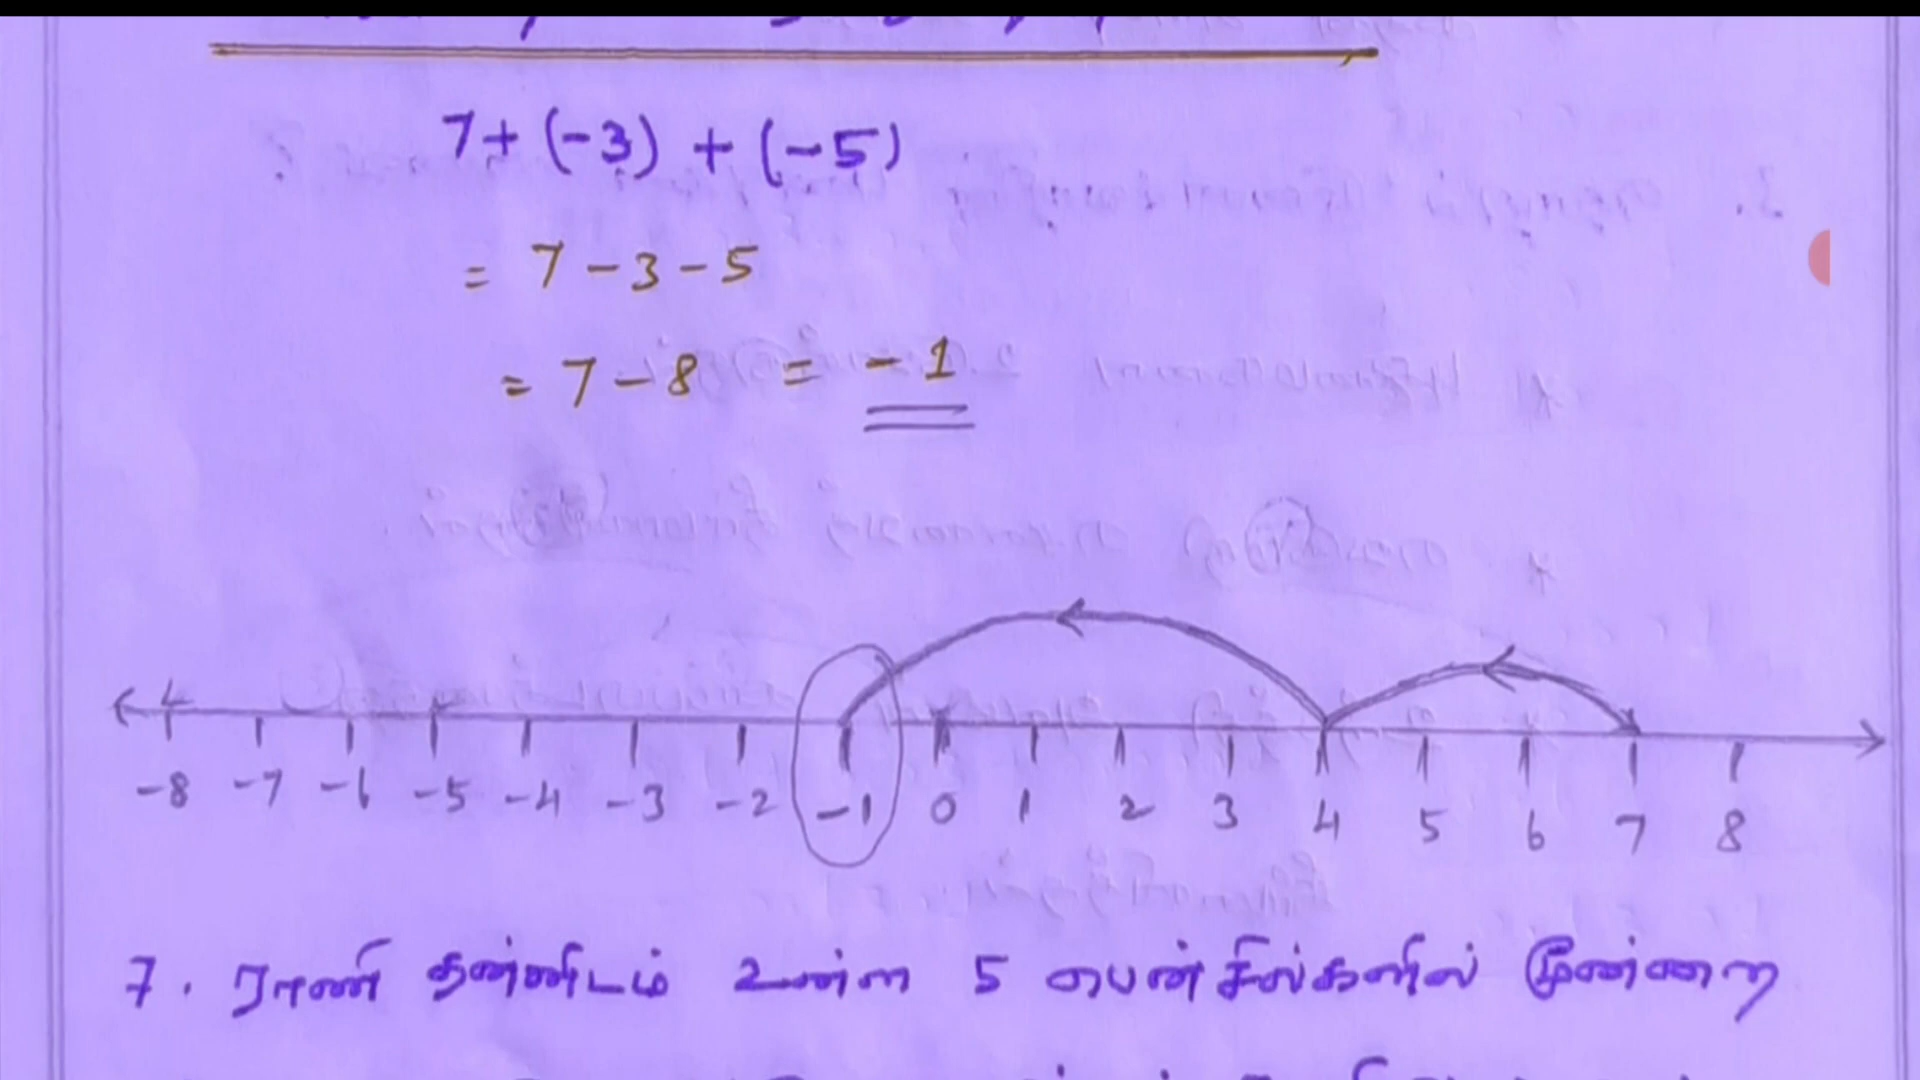 7 + (-3) + (-5)
= 7 - 3 - 5
= 7 - 8 = -1
-8 -7 -6 -5 -4 -3 -2 -1 0 1 2 3 4 5 6 7 8
7. ராணி தன்னிடம் உள்ள 5 பென்சில்களில் மூன்றை